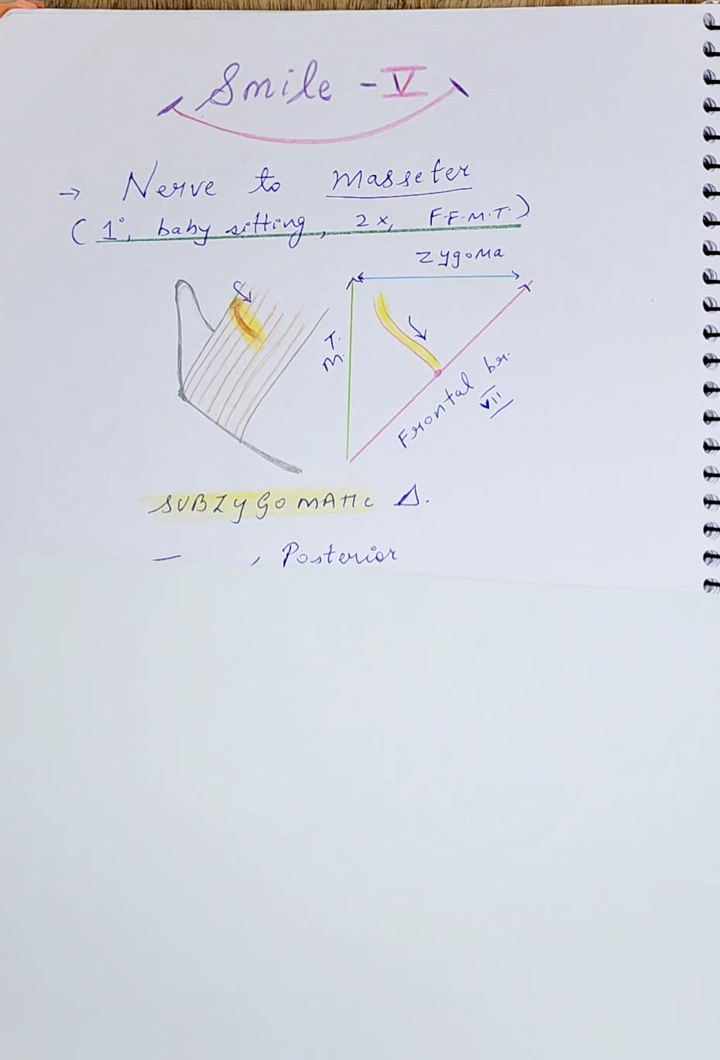 Smile - V
→ Nerve to masseter
(1°, baby sitting, 2x, F.F.M.T.)
Zygoma
T.
M.
Frontal br.
VII
SUBZYGOMATIC Δ.
— , Posterior